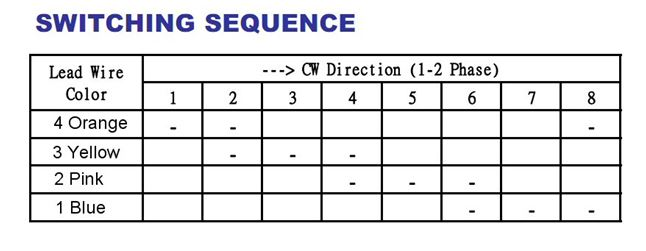 SWITCHING SEQUENCE
Lead Wire Color ---> CW Direction (1-2 Phase)
1 2 3 4 5 6 7 8
4 Orange - - -
3 Yellow - - -
2 Pink - - -
1 Blue - - -